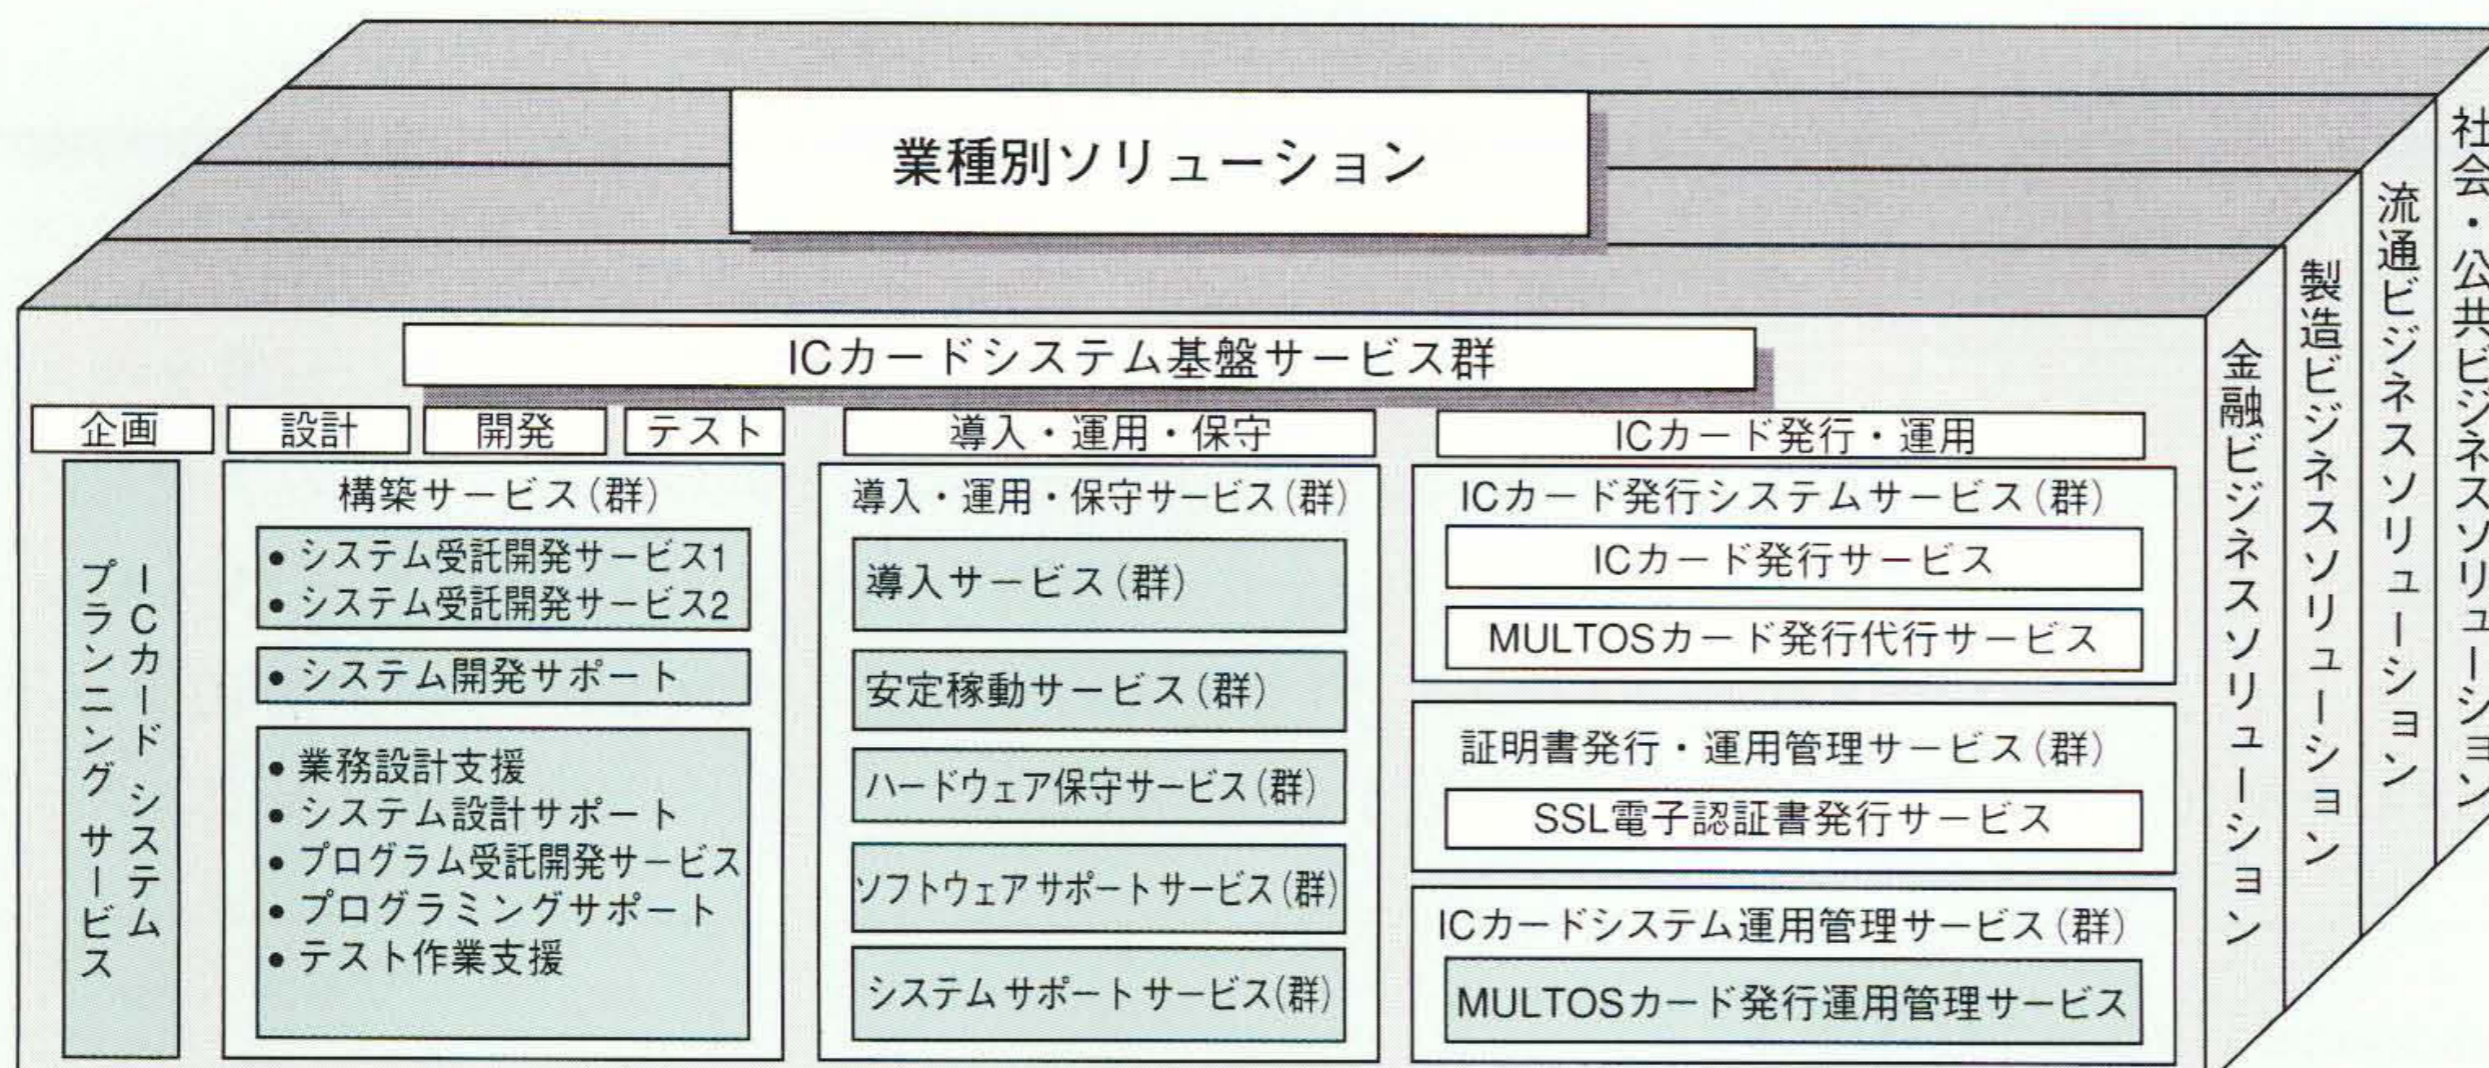 業種別ソリューション
ICカードシステム基盤サービス群
企画
設計
開発
テスト
導入・運用・保守
ICカード発行・運用
ICカード システム
プランニング サービス
構築サービス(群)
• システム受託開発サービス1
• システム受託開発サービス2
• システム開発サポート
• 業務設計支援
• システム設計サポート
• プログラム受託開発サービス
• プログラミングサポート
• テスト作業支援
導入・運用・保守サービス(群)
導入サービス(群)
安定稼動サービス(群)
ハードウェア保守サービス(群)
ソフトウェア サポート サービス(群)
システム サポート サービス(群)
ICカード発行システムサービス(群)
ICカード発行サービス
MULTOSカード発行代行サービス
証明書発行・運用管理サービス(群)
SSL電子認証書発行サービス
ICカードシステム運用管理サービス(群)
MULTOSカード発行運用管理サービス
金融ビジネスソリューション
製造ビジネスソリューション
流通ビジネスソリューション
社会・公共ビジネスソリューション